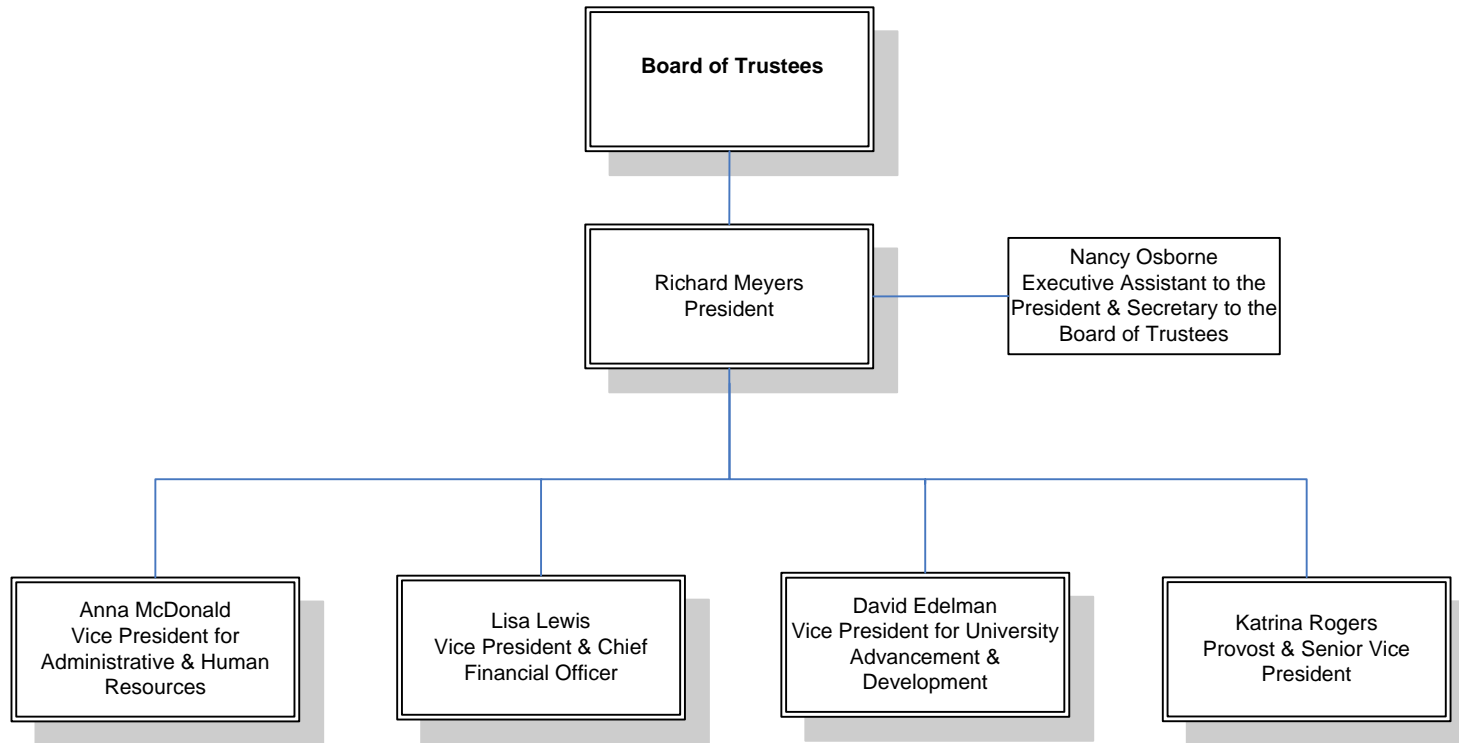 Board of Trustees
Richard Meyers
President
Nancy Osborne
Executive Assistant to the
President & Secretary to the
Board of Trustees
Anna McDonald
Vice President for
Administrative & Human
Resources
Lisa Lewis
Vice President & Chief
Financial Officer
David Edelman
Vice President for University
Advancement &
Development
Katrina Rogers
Provost & Senior Vice
President